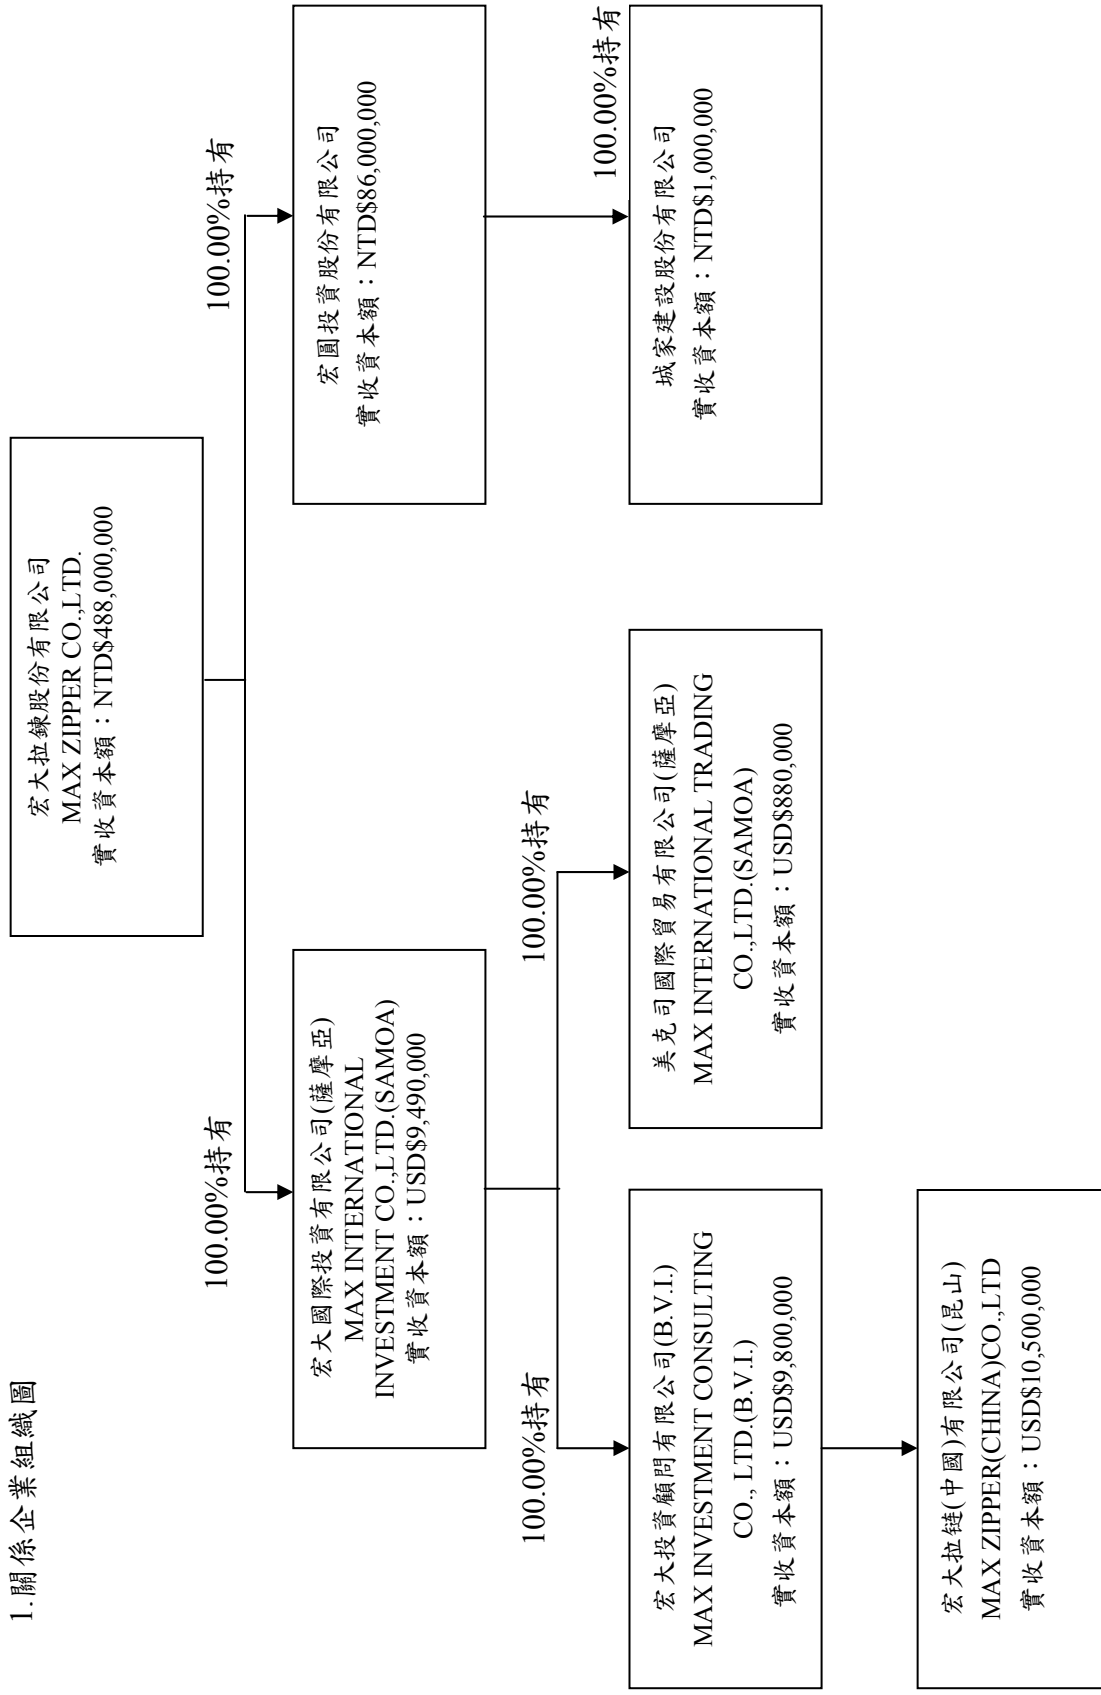 1.關係企業組織圖
宏大拉鍊股份有限公司
MAX ZIPPER CO.,LTD.
實收資本額：NTD$488,000,000
100.00%持有
100.00%持有
宏大國際投資有限公司(薩摩亞)
MAX INTERNATIONAL
INVESTMENT CO.,LTD.(SAMOA)
實收資本額：USD$9,490,000
宏圓投資股份有限公司
實收資本額：NTD$86,000,000
100.00%持有
100.00%持有
100.00%持有
宏大投資顧問有限公司(B.V.I.)
MAX INVESTMENT CONSULTING
CO., LTD.(B.V.I.)
實收資本額：USD$9,800,000
美克司國際貿易有限公司(薩摩亞)
MAX INTERNATIONAL TRADING
CO.,LTD.(SAMOA)
實收資本額：USD$880,000
城家建設股份有限公司
實收資本額：NTD$1,000,000
宏大拉链(中國)有限公司(昆山)
MAX ZIPPER(CHINA)CO.,LTD
實收資本額：USD$10,500,000